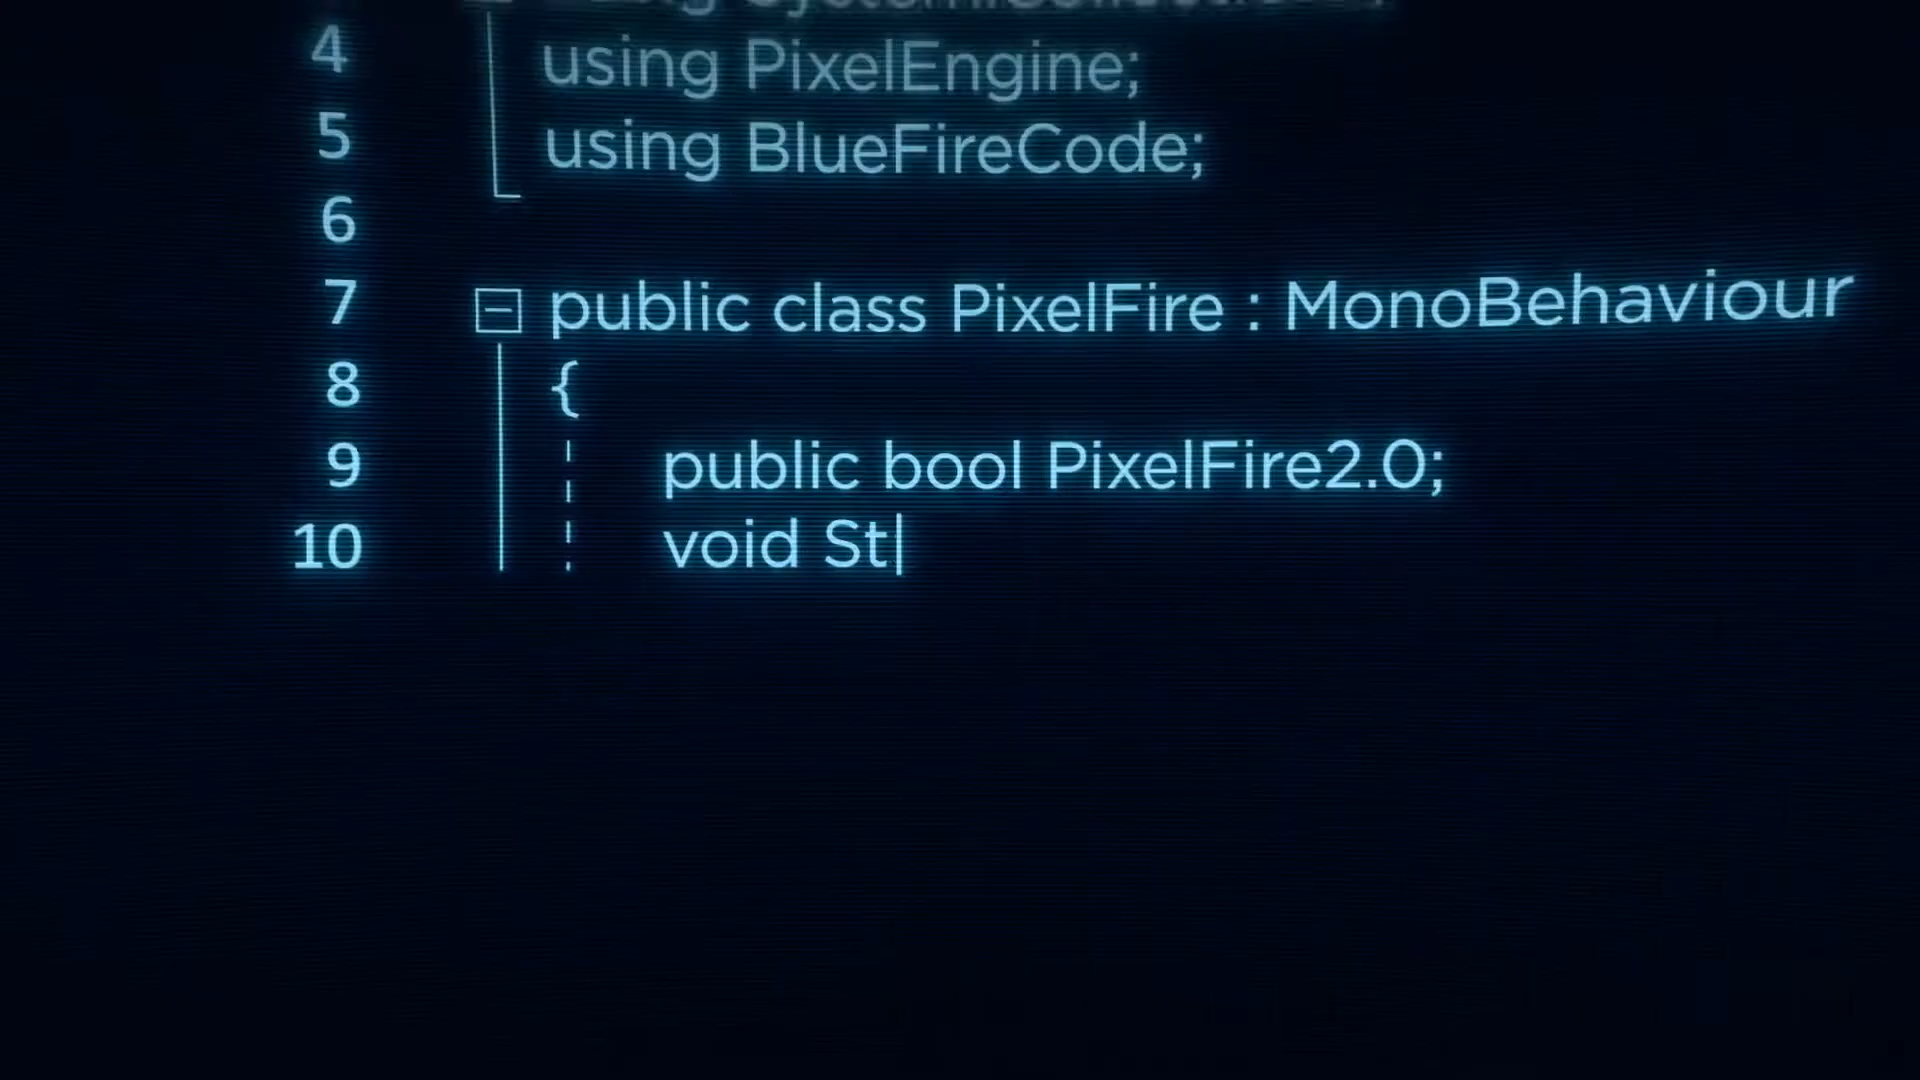 4 using PixelEngine;
5 using BlueFireCode;
6
7 public class PixelFire : MonoBehaviour
8 {
9 public bool PixelFire2.0;
10 void St